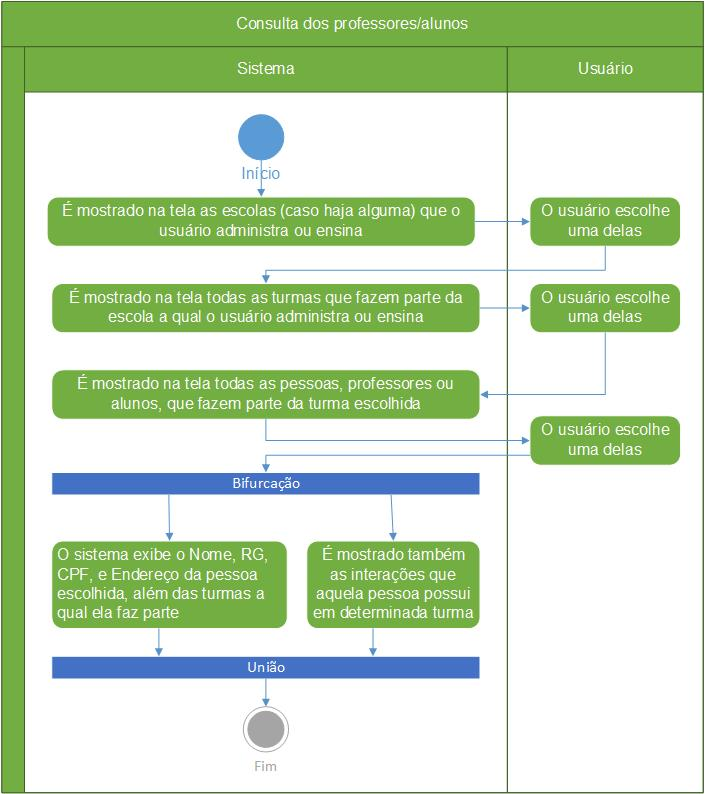 Consulta dos professores/alunos
Sistema
Usuário
Início
É mostrado na tela as escolas (caso haja alguma) que o
usuário administra ou ensina
O usuário escolhe
uma delas
É mostrado na tela todas as turmas que fazem parte da
escola a qual o usuário administra ou ensina
O usuário escolhe
uma delas
É mostrado na tela todas as pessoas, professores ou
alunos, que fazem parte da turma escolhida
O usuário escolhe
uma delas
Bifurcação
O sistema exibe o Nome, RG,
CPF, e Endereço da pessoa
escolhida, além das turmas a
qual ela faz parte
É mostrado também
as interações que
aquela pessoa possui
em determinada turma
União
Fim